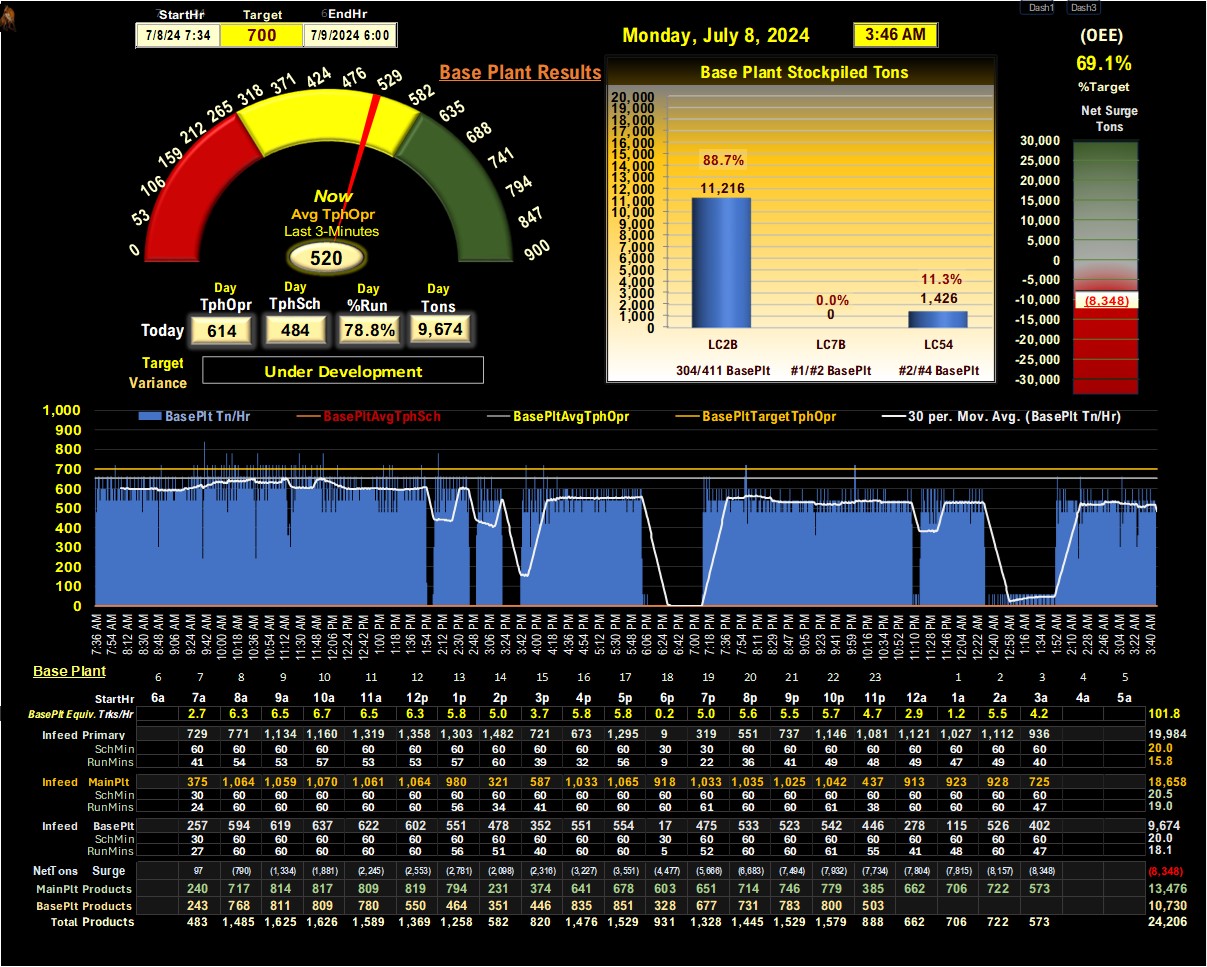 Dash1 Dash3
StartHr Target EndHr
7/8/24 7:34 700 7/9/2024 6:00
Monday, July 8, 2024 3:46 AM
(OEE)
69.1%
%Target
Net Surge
Tons
Base Plant Results
0 53 106 159 212 265 318 371 424 476 529 582 635 688 741 794 847 900
Now
Avg TphOpr
Last 3-Minutes
520
Day Day Day Day
TphOpr TphSch %Run Tons
Today 614 484 78.8% 9,674
Target
Variance
Under Development
Base Plant Stockpiled Tons
20,000
19,000
18,000
17,000
16,000
15,000
14,000
13,000
12,000
11,000
10,000
9,000
8,000
7,000
6,000
5,000
4,000
3,000
2,000
1,000
0
88.7%
11,216
0.0%
0
11.3%
1,426
LC2B LC7B LC54
304/411 BasePlt #1/#2 BasePlt #2/#4 BasePlt
30,000
25,000
20,000
15,000
10,000
5,000
0
-5,000
-10,000
-15,000
-20,000
-25,000
-30,000
(8,348)
BasePlt Tn/Hr BasePltAvgTphSch BasePltAvgTphOpr BasePltTargetTphOpr 30 per. Mov. Avg. (BasePlt Tn/Hr)
1,000
900
800
700
600
500
400
300
200
100
0
7:36 AM 7:54 AM 8:12 AM 8:30 AM 8:48 AM 9:06 AM 9:24 AM 9:42 AM 10:00 AM 10:18 AM 10:36 AM 10:54 AM 11:12 AM 11:30 AM 11:48 AM 12:06 PM 12:24 PM 12:42 PM 1:00 PM 1:18 PM 1:36 PM 1:54 PM 2:12 PM 2:30 PM 2:48 PM 3:06 PM 3:24 PM 3:42 PM 4:00 PM 4:18 PM 4:36 PM 4:54 PM 5:12 PM 5:30 PM 5:48 PM 6:06 PM 6:24 PM 6:42 PM 7:00 PM 7:18 PM 7:36 PM 7:54 PM 8:11 PM 8:29 PM 8:47 PM 9:05 PM 9:23 PM 9:41 PM 9:59 PM 10:16 PM 10:34 PM 10:52 PM 11:10 PM 11:28 PM 11:46 PM 12:04 AM 12:22 AM 12:40 AM 12:58 AM 1:16 AM 1:34 AM 1:52 AM 2:10 AM 2:28 AM 2:46 AM 3:04 AM 3:22 AM 3:40 AM
Base Plant 6 7 8 9 10 11 12 13 14 15 16 17 18 19 20 21 22 23 1 2 3 4 5
StartHr 6a 7a 8a 9a 10a 11a 12p 1p 2p 3p 4p 5p 6p 7p 8p 9p 10p 11p 12a 1a 2a 3a 4a 5a
BasePlt Equiv. Trks/Hr 2.7 6.3 6.5 6.7 6.5 6.3 5.8 5.0 3.7 5.8 5.8 0.2 5.0 5.6 5.5 5.7 4.7 2.9 1.2 5.5 4.2 101.8
Infeed Primary 729 771 1,134 1,160 1,319 1,358 1,303 1,482 721 673 1,295 9 319 551 737 1,146 1,081 1,121 1,027 1,112 936 19,984
SchMin 60 60 60 60 60 60 60 60 60 60 60 30 30 60 60 60 60 60 60 60 60 20.0
RunMins 41 54 53 57 53 53 57 60 39 32 56 9 22 36 41 49 48 47 49 49 40 15.8
Infeed MainPlt 375 1,064 1,059 1,070 1,061 1,064 980 321 587 1,033 1,065 918 1,033 1,035 1,025 1,042 437 913 923 928 725 18,658
SchMin 30 60 60 60 60 60 60 60 60 60 60 60 60 60 60 60 60 60 60 60 60 20.5
RunMins 24 60 60 60 60 60 56 34 41 60 60 60 61 60 60 61 38 60 60 60 47 19.0
Infeed BasePlt 257 594 619 637 622 602 551 478 352 551 554 17 475 533 523 542 446 278 115 526 402 9,674
SchMin 30 60 60 60 60 60 60 60 60 60 60 30 60 60 60 60 60 60 60 60 60 20.0
RunMins 27 60 60 60 60 60 56 51 40 60 60 5 52 60 60 61 55 41 48 60 47 18.1
NetTons Surge 97 (790) (1,334) (1,881) (2,245) (2,553) (2,781) (2,098) (2,316) (3,227) (3,551) (4,477) (5,666) (6,683) (7,494) (7,932) (7,734) (7,804) (7,815) (8,157) (8,348) (8,348)
MainPlt Products 240 717 814 817 809 819 794 231 374 641 678 603 651 714 746 779 385 662 706 722 573 13,476
BasePlt Products 243 768 811 809 780 550 464 351 446 835 851 328 677 731 783 800 503 10,730
Total Products 483 1,485 1,625 1,626 1,589 1,369 1,258 582 820 1,476 1,529 931 1,328 1,445 1,529 1,579 888 662 706 722 573 24,206